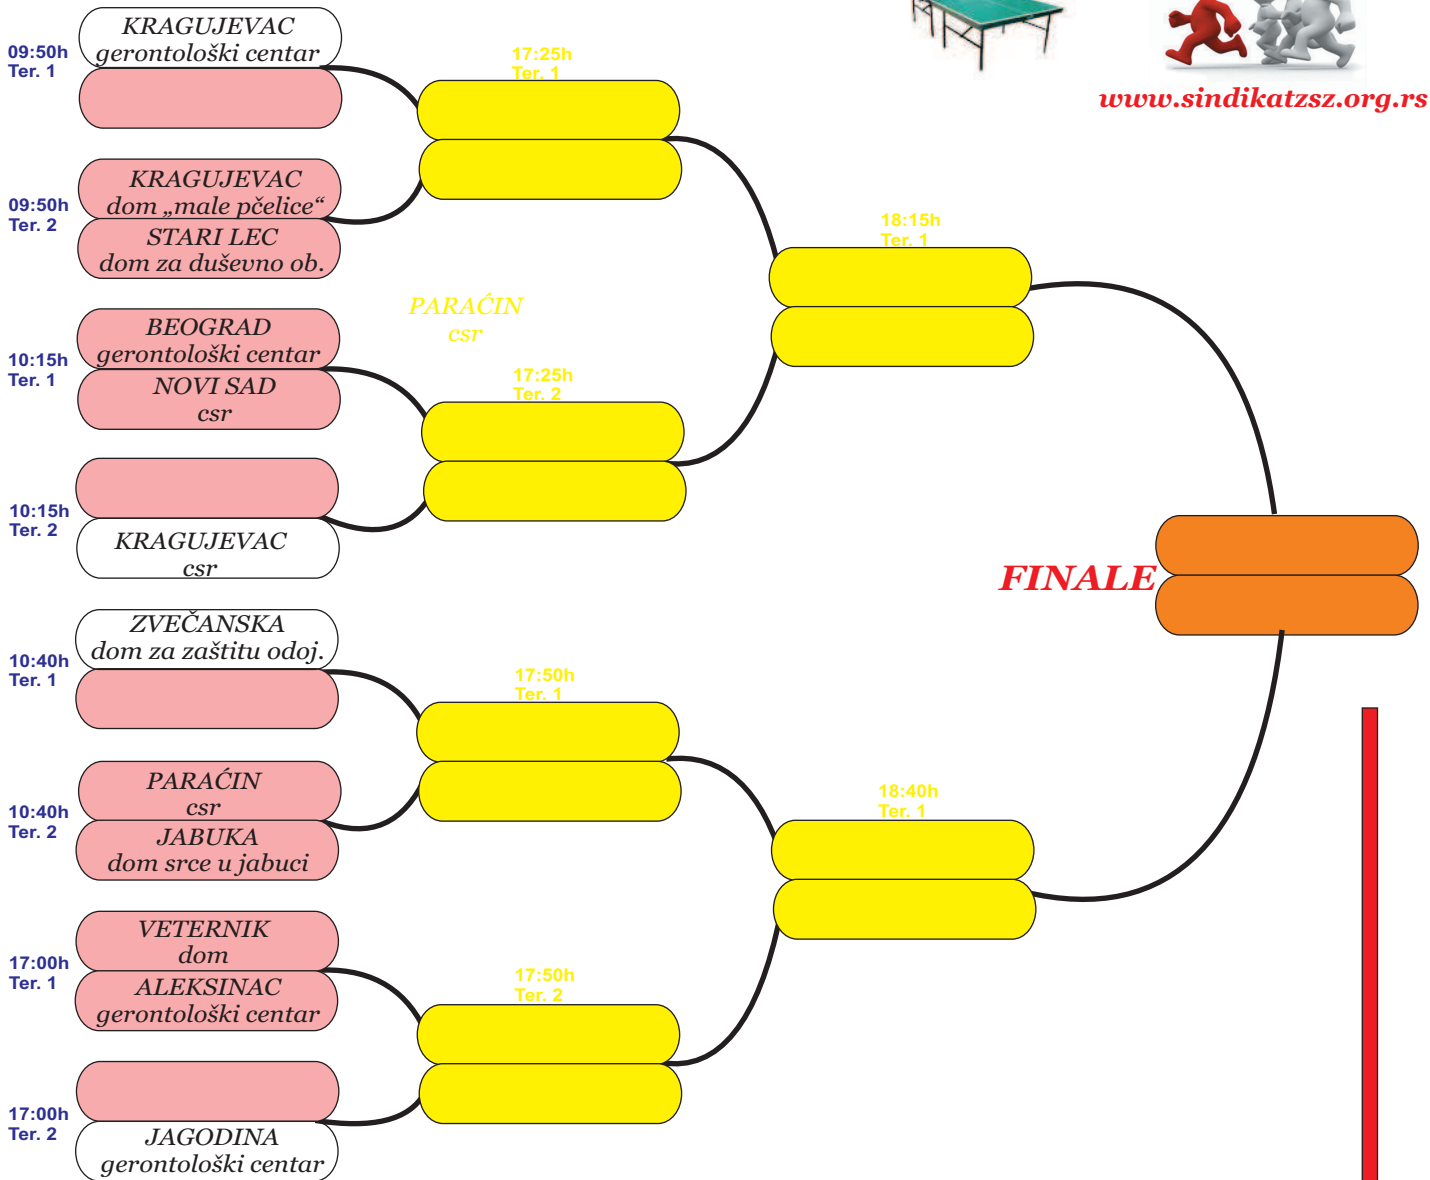 www.sindikatzsz.org.rs
09:50h
Ter. 1
KRAGUJEVAC
gerontološki centar
09:50h
Ter. 2
KRAGUJEVAC
dom „male pčelice“
STARI LEC
dom za duševno ob.
10:15h
Ter. 1
BEOGRAD
gerontološki centar
NOVI SAD
csr
10:15h
Ter. 2
KRAGUJEVAC
csr
10:40h
Ter. 1
ZVEČANSKA
dom za zaštitu odoj.
10:40h
Ter. 2
PARAĆIN
csr
JABUKA
dom srce u jabuci
17:00h
Ter. 1
VETERNIK
dom
ALEKSINAC
gerontološki centar
17:00h
Ter. 2
JAGODINA
gerontološki centar
17:25h
Ter. 1
PARAĆIN
csr
17:25h
Ter. 2
17:50h
Ter. 1
17:50h
Ter. 2
18:15h
Ter. 1
18:40h
Ter. 1
FINALE